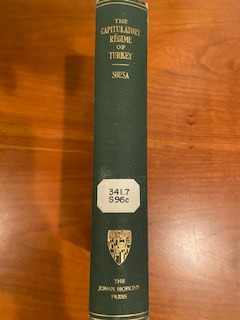 THE
CAPITULATORY
RÉGIME
OF
TURKEY
SOUSA
341.7
S96c
THE
JOHNS HOPKINS
PRESS